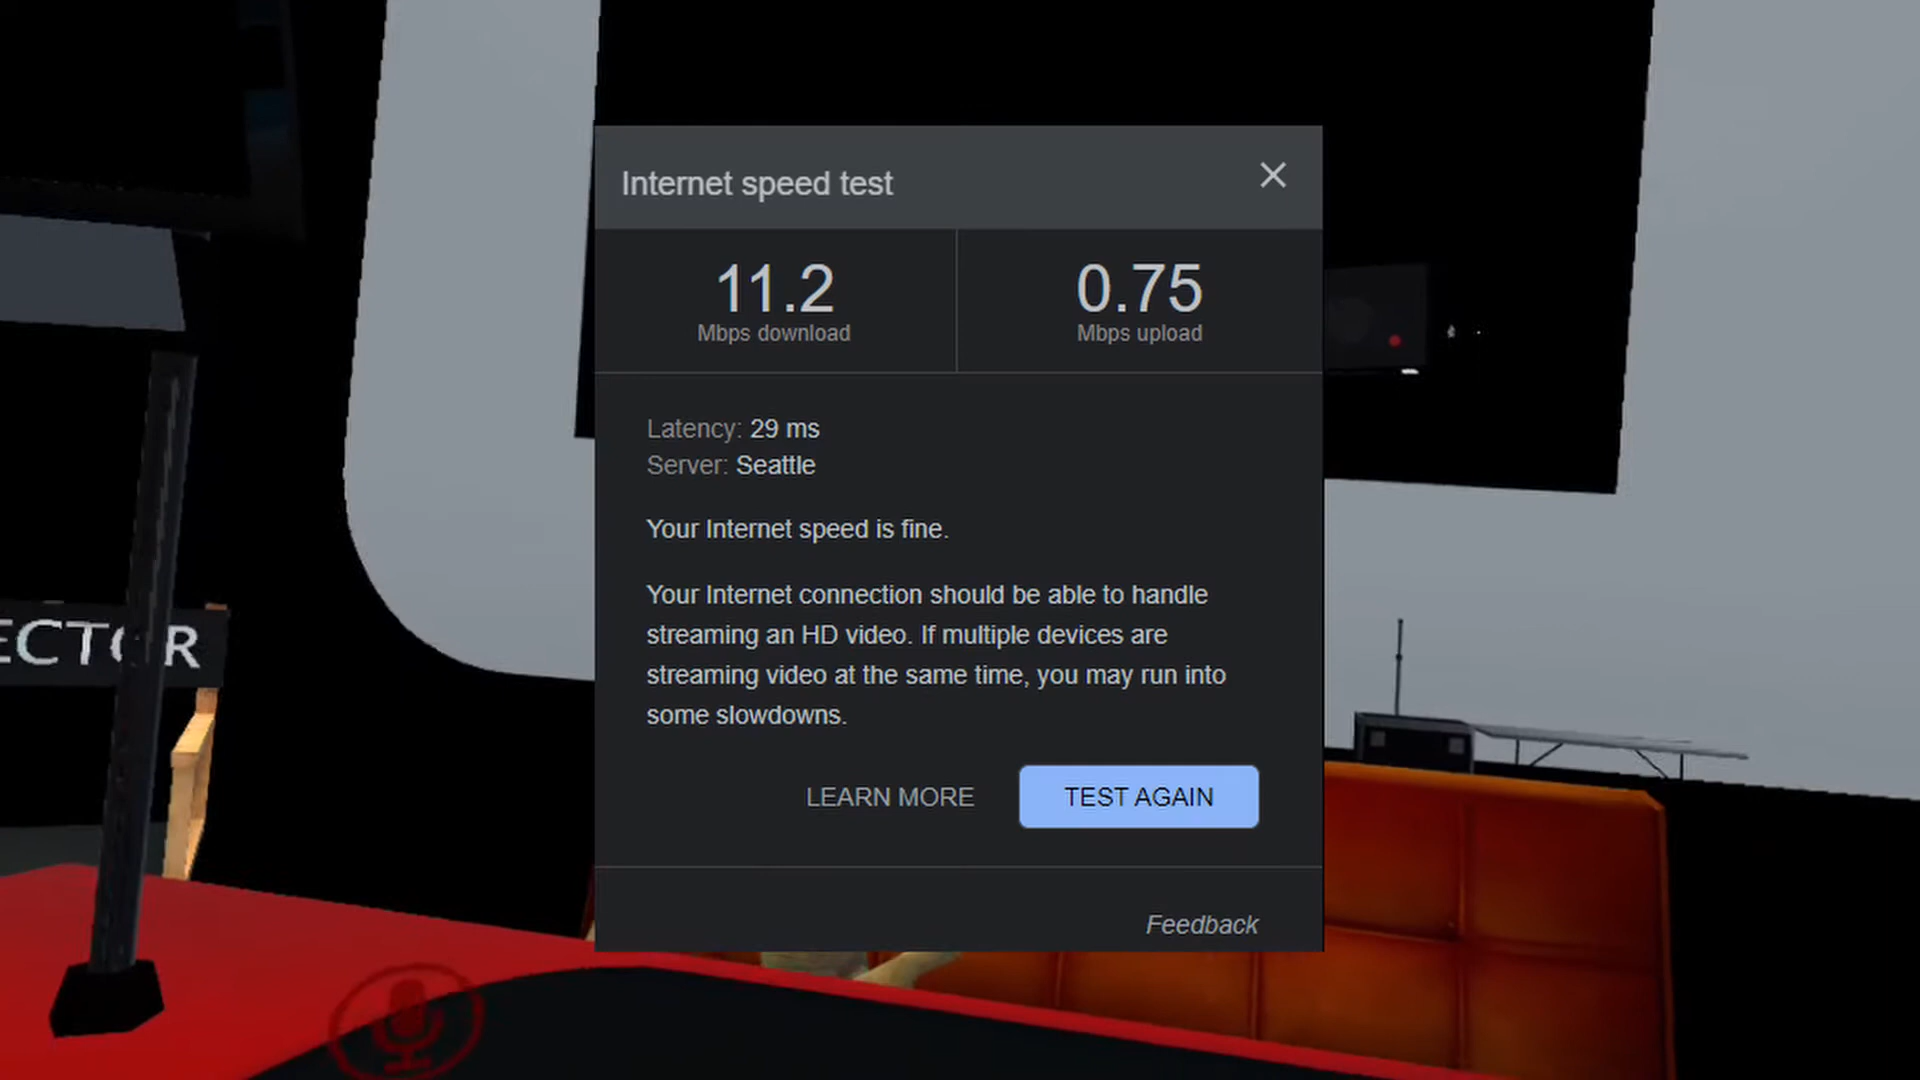 Internet speed test
11.2
Mbps download
0.75
Mbps upload
Latency: 29 ms
Server: Seattle
Your Internet speed is fine.
Your Internet connection should be able to handle
streaming an HD video. If multiple devices are
streaming video at the same time, you may run into
some slowdowns.
LEARN MORE
TEST AGAIN
Feedback